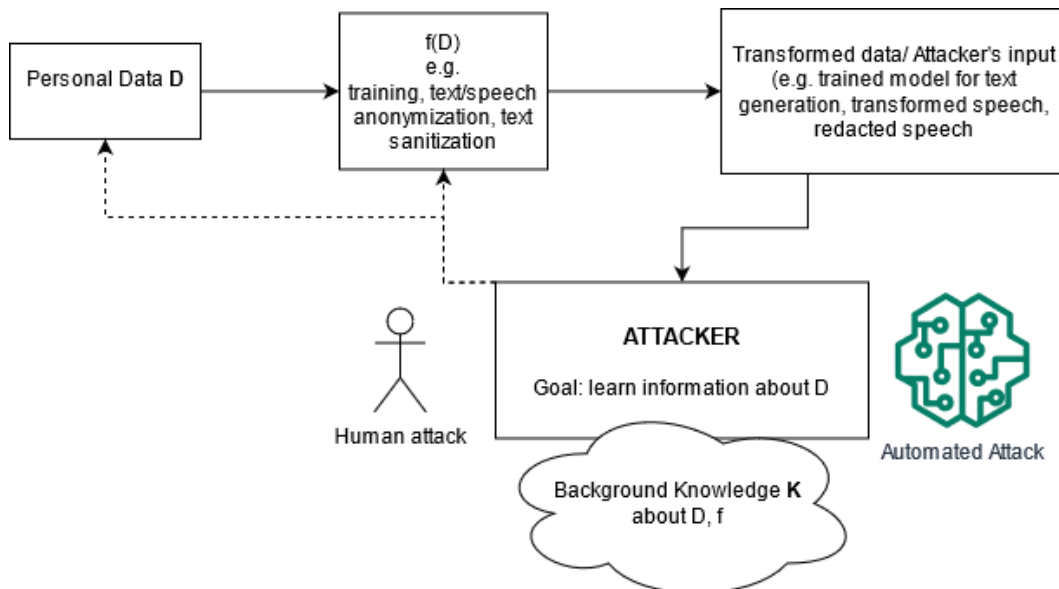 Personal Data D
f(D)
e.g.
training, text/speech
anonymization, text
sanitization
Transformed data/ Attacker's input
(e.g. trained model for text
generation, transformed speech,
redacted speech
ATTACKER
Goal: learn information about D
Human attack
Automated Attack
Background Knowledge K
about D, f